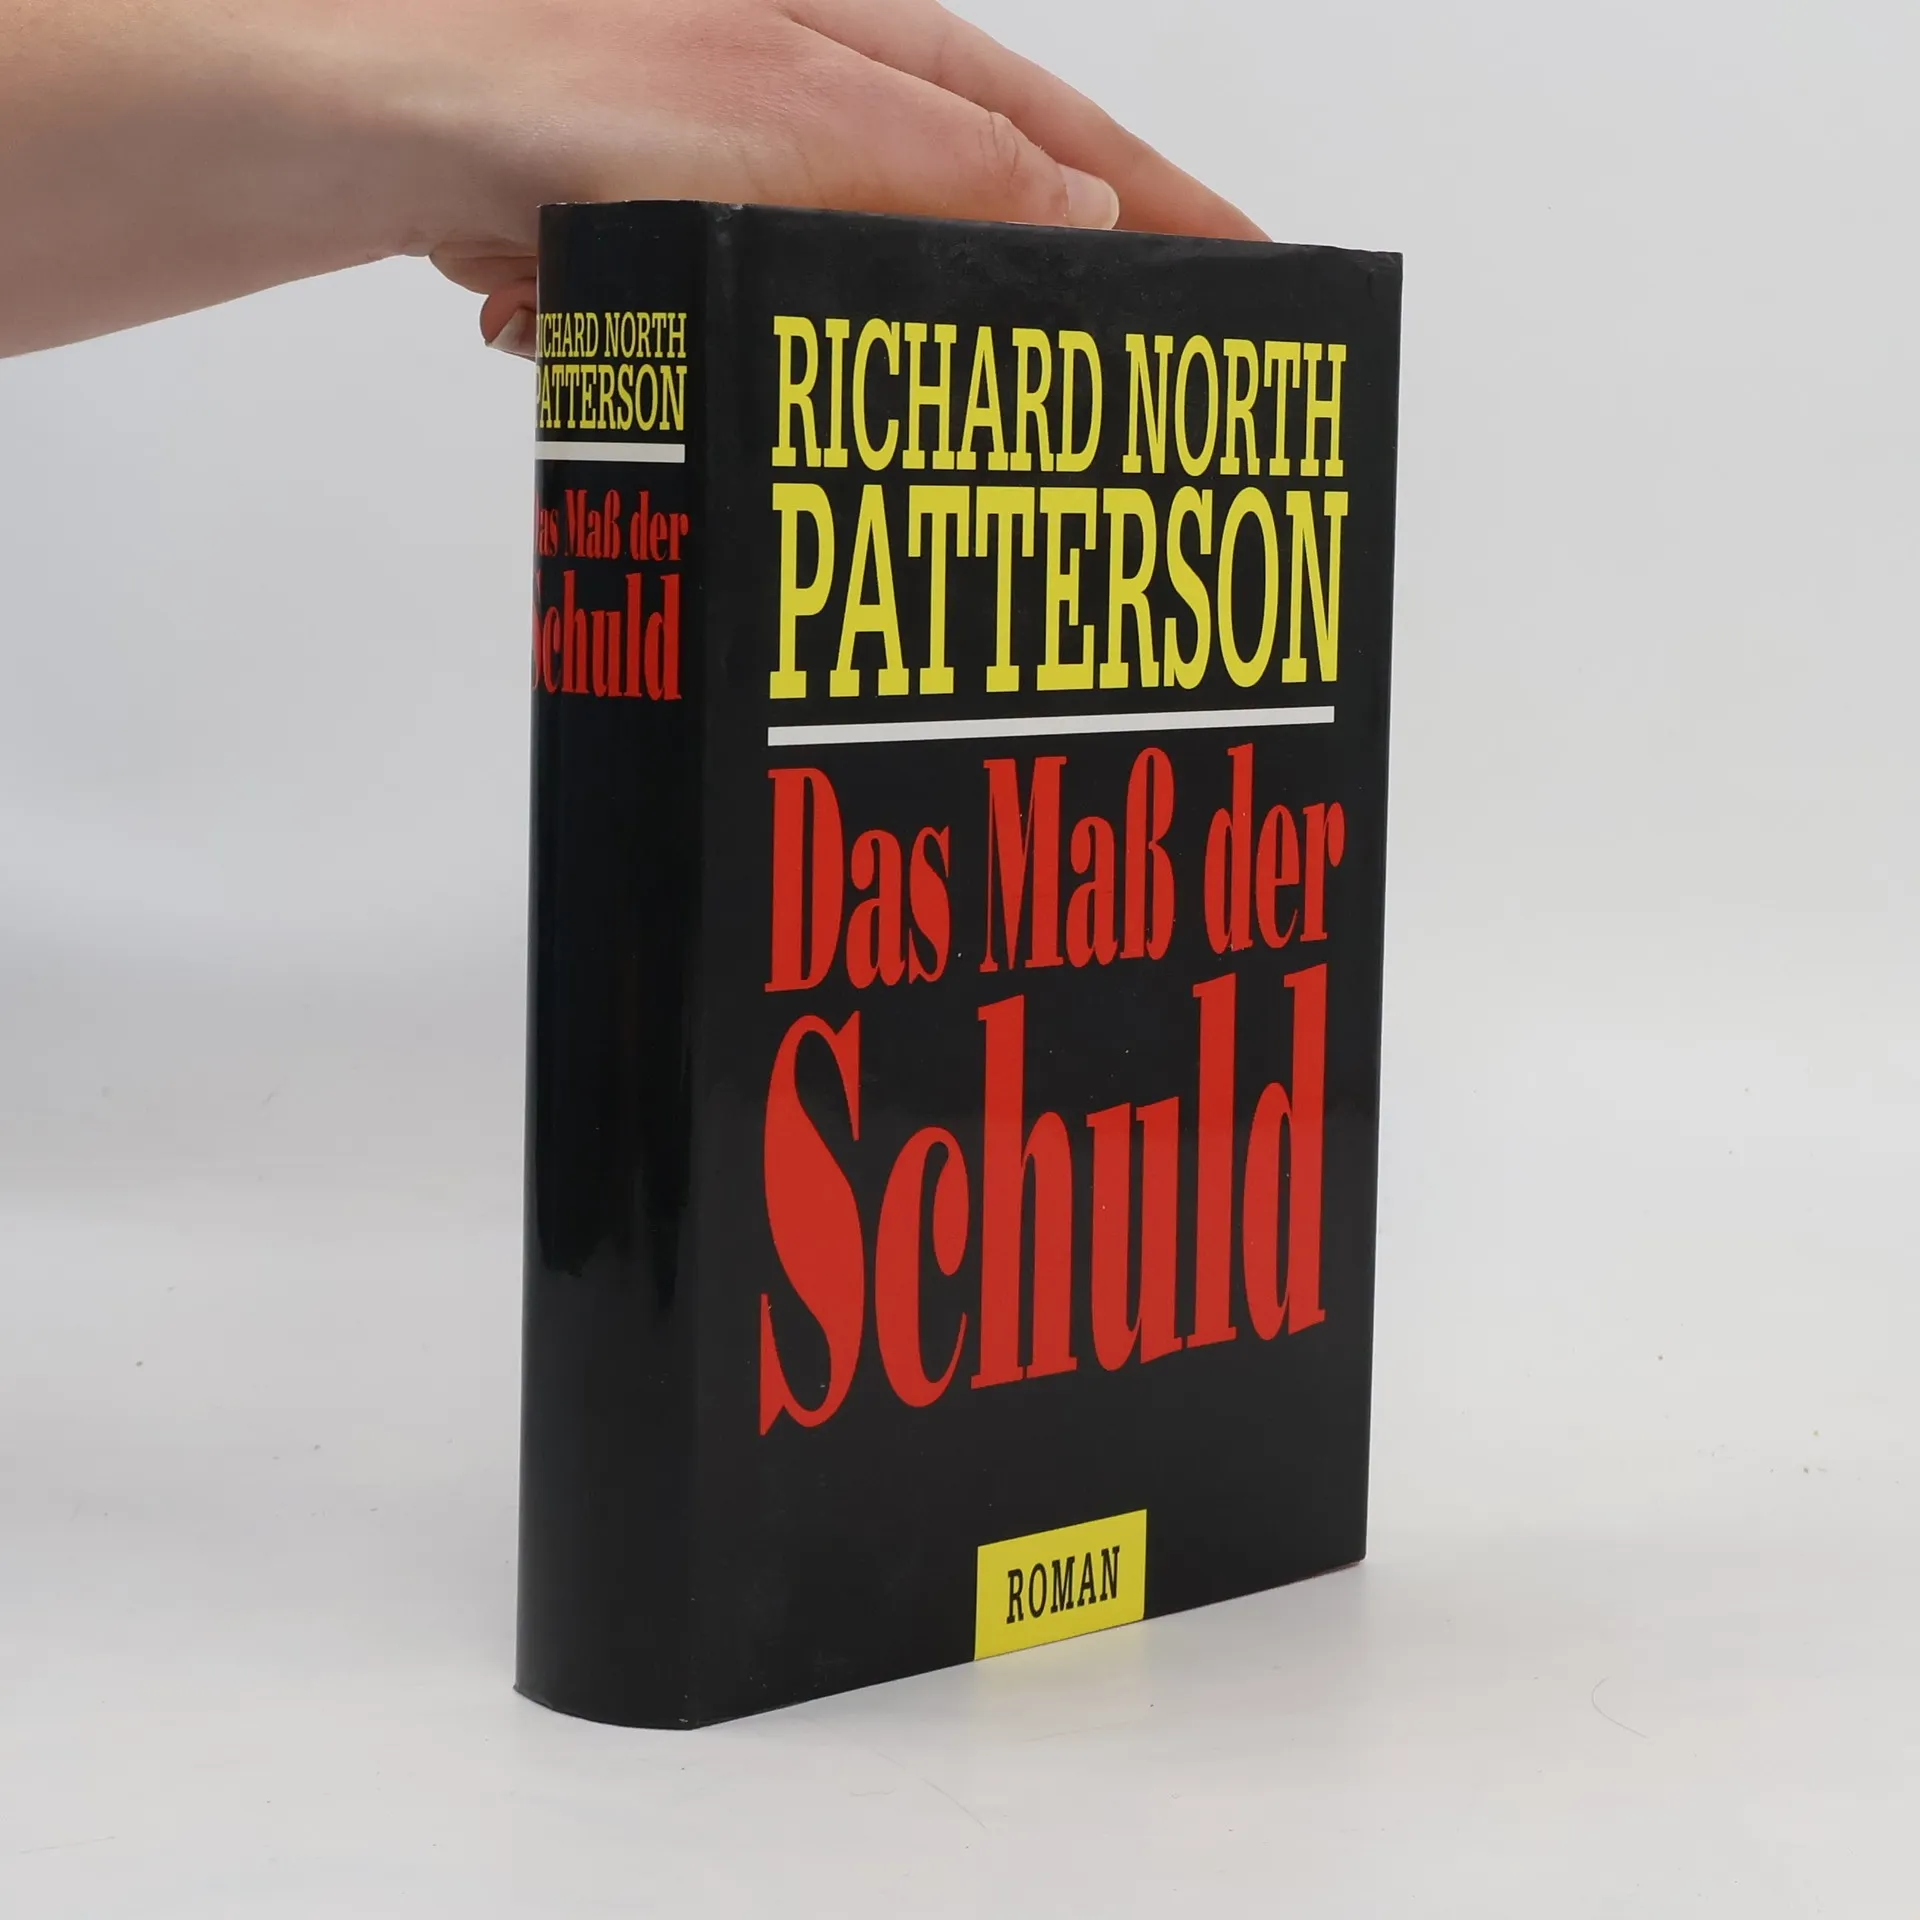 RICHARD NORTH
PATTERSON
Das Maß der
Schuld
RICHARD NORTH
PATTERSON
Das Maß der
Schuld
ROMAN